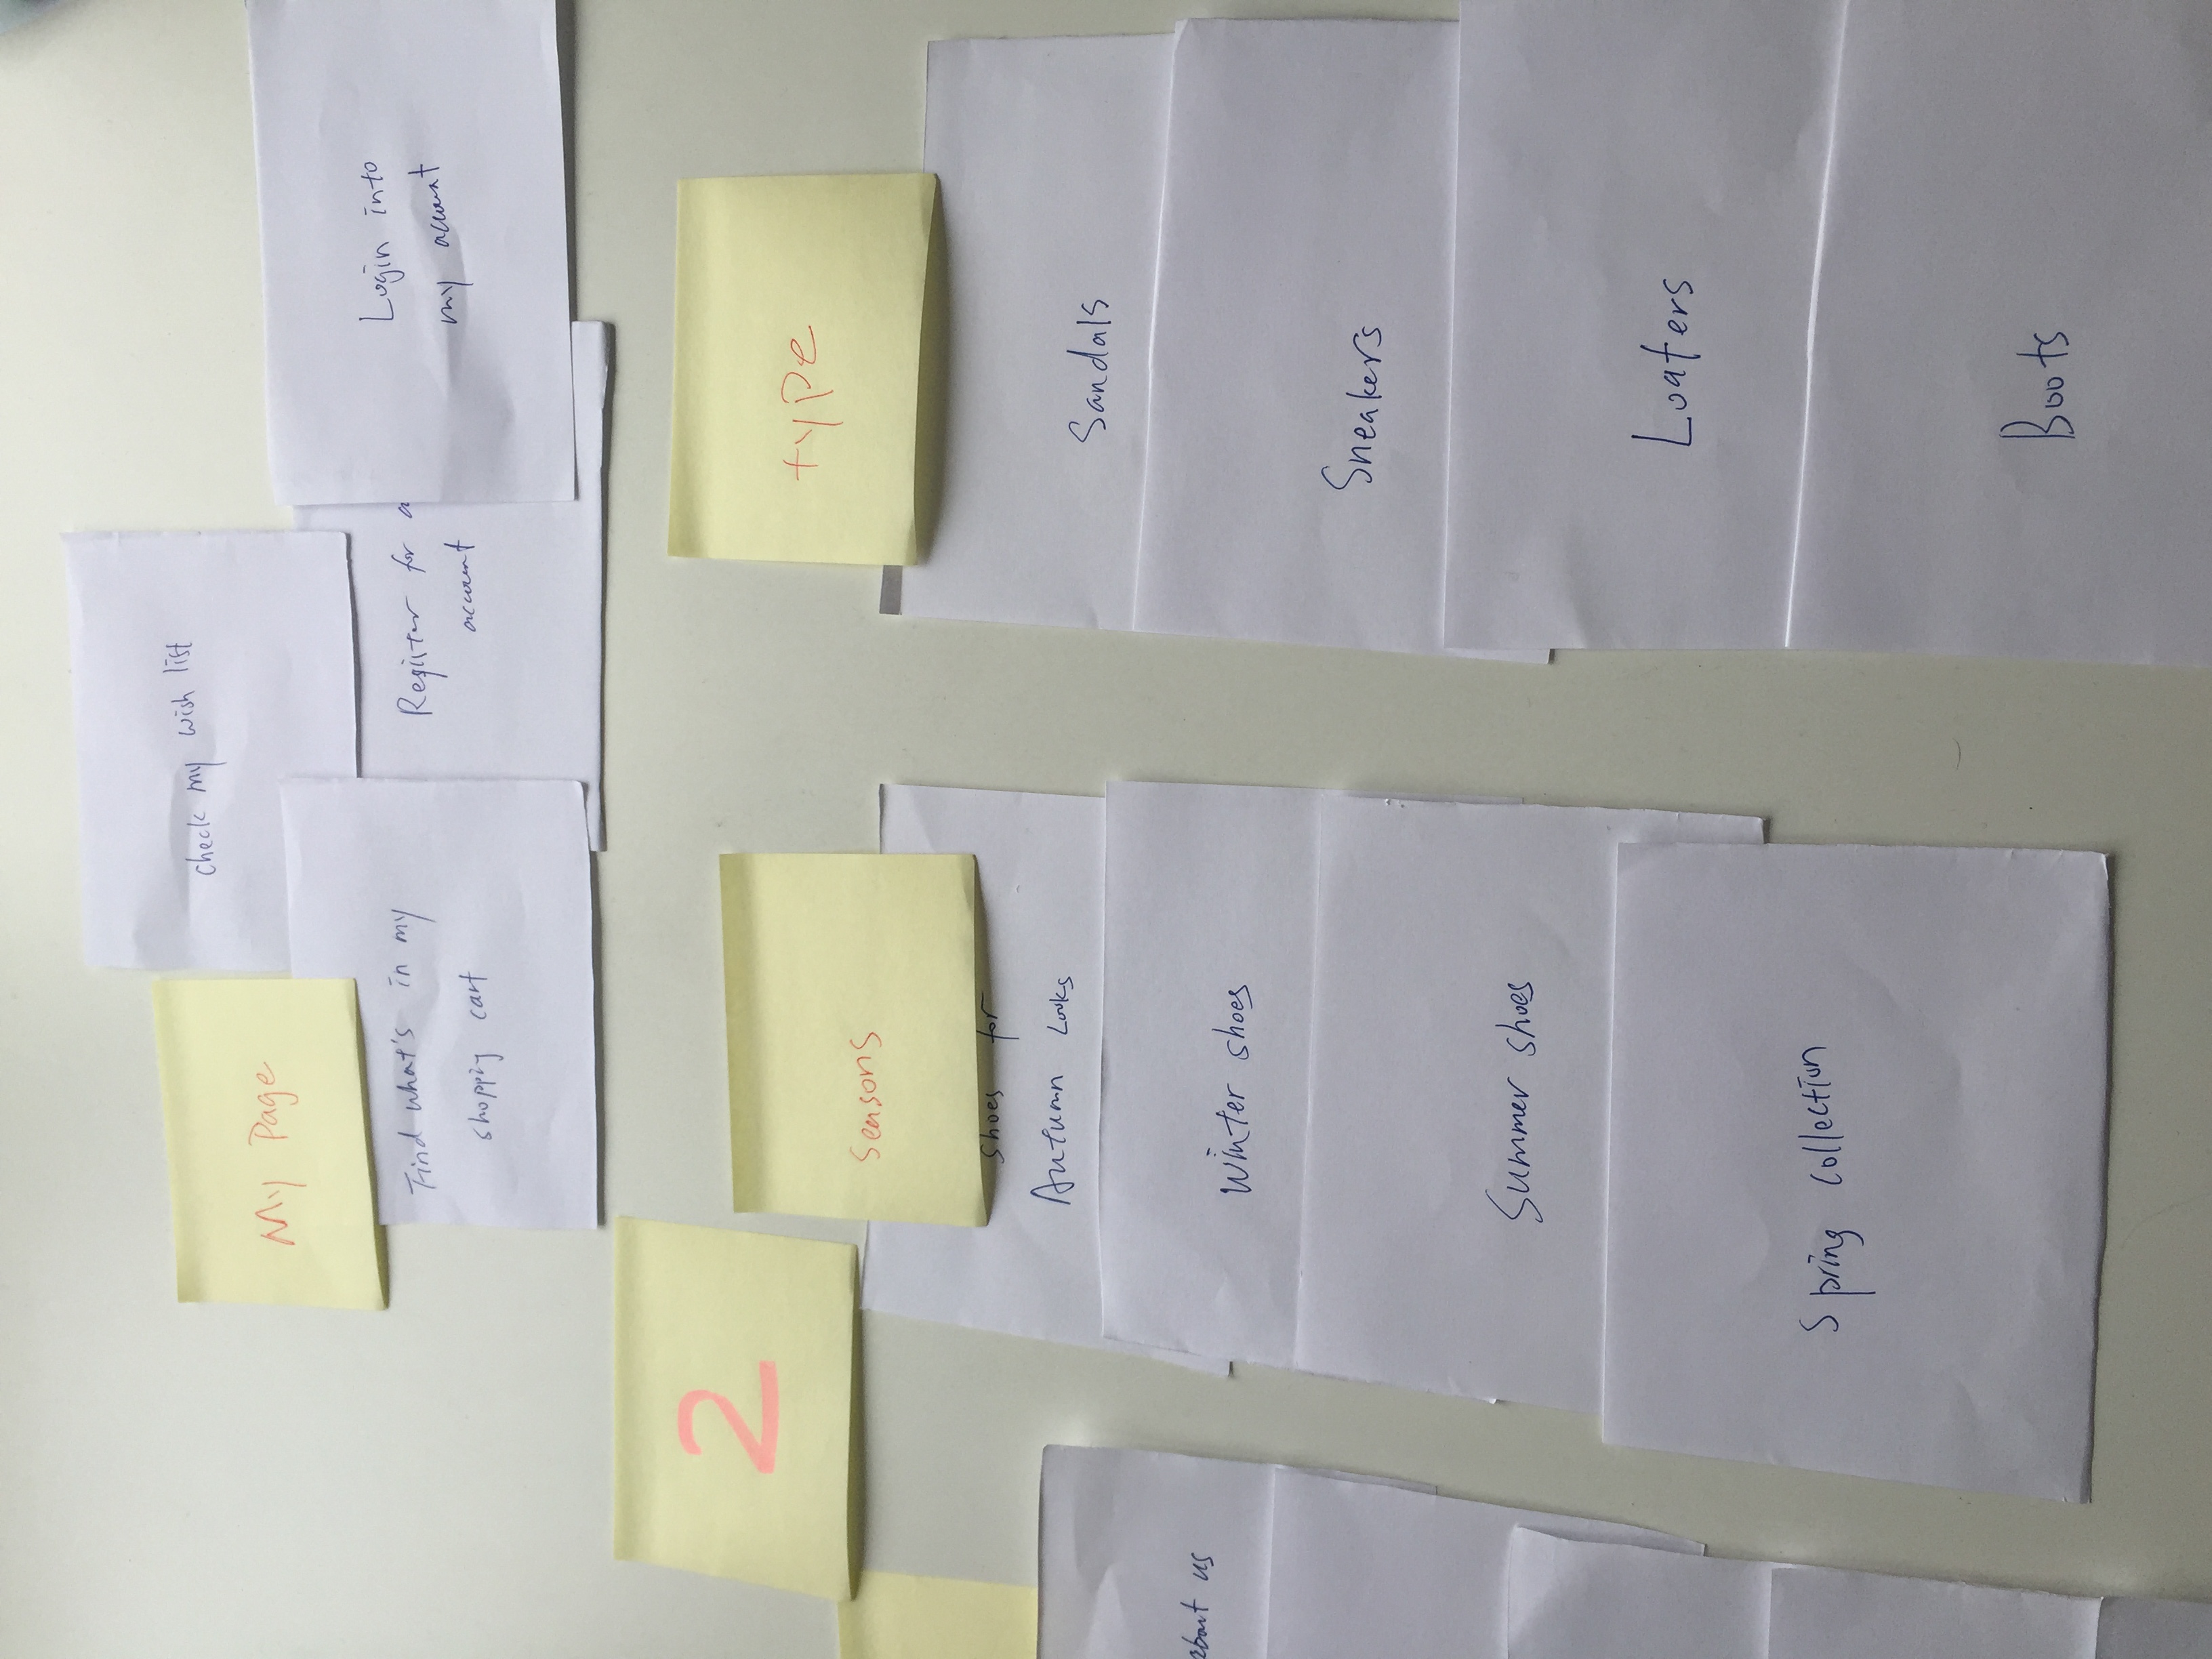 My Page
Check my wish list
Find what's in my
shopping cart
Register for a
account
Login into
my account
2
Seasons
Shoes for
Autumn Looks
Winter shoes
Summer shoes
Spring collection
type
Sandals
Sneakers
Loafers
Boots
about us